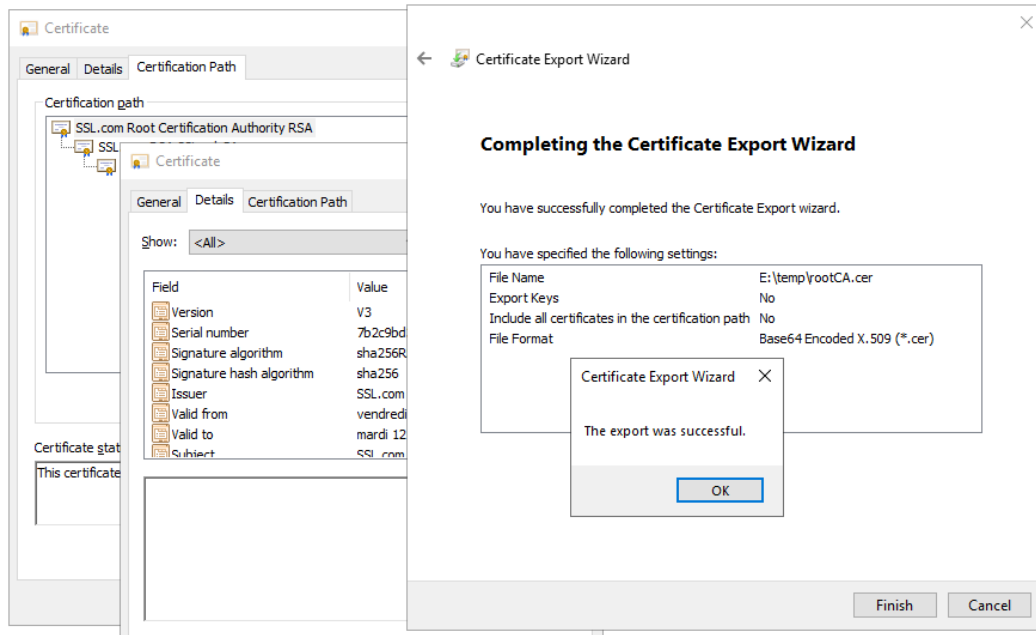 Certificate
General Details Certification Path
Certification path
SSL.com Root Certification Authority RSA
SSL
Certificate
General Details Certification Path
Show: <All>
Field Value
Version V3
Serial number 7b2c9bd
Signature algorithm sha256R
Signature hash algorithm sha256
Issuer SSL.com
Valid from vendredi
Valid to mardi 12
Subject SSL.com
Certificate stat
This certificate
Certificate Export Wizard
Completing the Certificate Export Wizard
You have successfully completed the Certificate Export wizard.
You have specified the following settings:
File Name E:\temp\rootCA.cer
Export Keys No
Include all certificates in the certification path No
File Format Base64 Encoded X.509 (*.cer)
Certificate Export Wizard
The export was successful.
OK
Finish Cancel